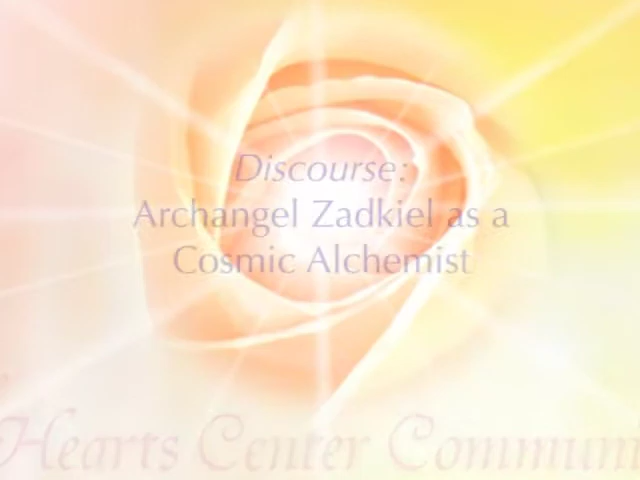 Discourse:
Archangel Zadkiel as a
Cosmic Alchemist
Hearts Center Communi